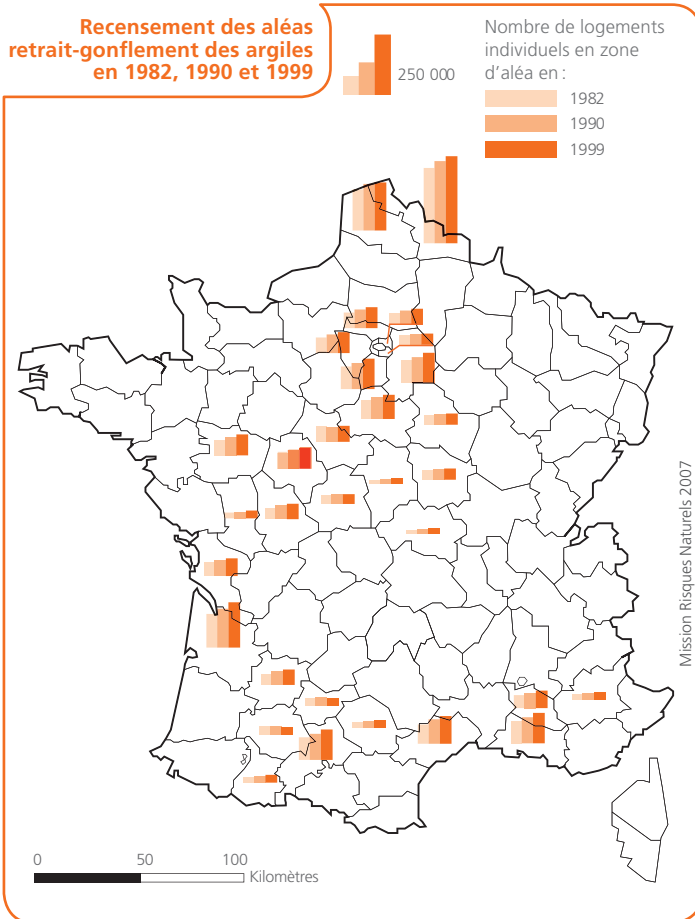 Recensement des aléas
retrait-gonflement des argiles
en 1982, 1990 et 1999
250 000
Nombre de logements
individuels en zone
d'aléa en :
1982
1990
1999
Mission Risques Naturels 2007
0 50 100
Kilomètres